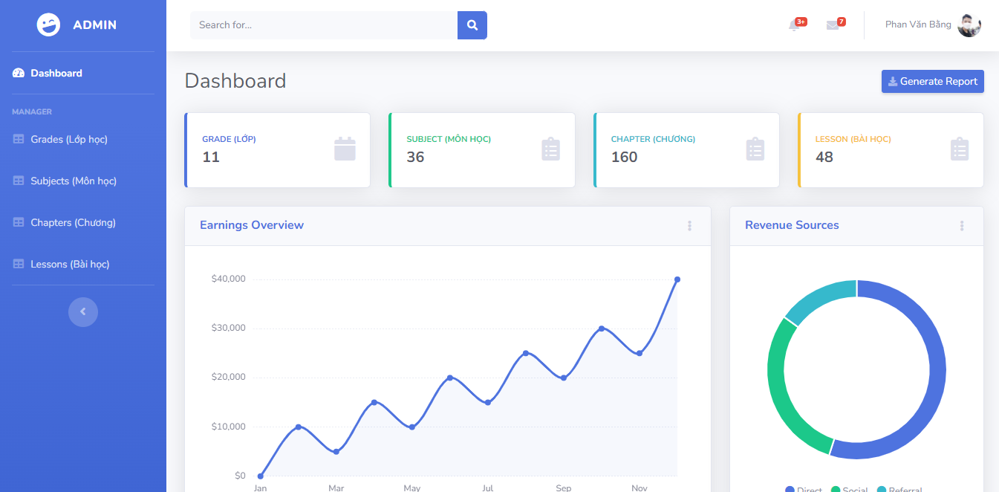 ADMIN
Dashboard
MANAGER
Grades (Lớp học)
Subjects (Môn học)
Chapters (Chương)
Lessons (Bài học)
Search for...
3+
7
Phan Văn Bằng
Dashboard
Generate Report
GRADE (LỚP)
11
SUBJECT (MÔN HỌC)
36
CHAPTER (CHƯƠNG)
160
LESSON (BÀI HỌC)
48
Earnings Overview
$40,000
$30,000
$20,000
$10,000
$0
Jan Mar May Jul Sep Nov
Revenue Sources
Direct Social Referral